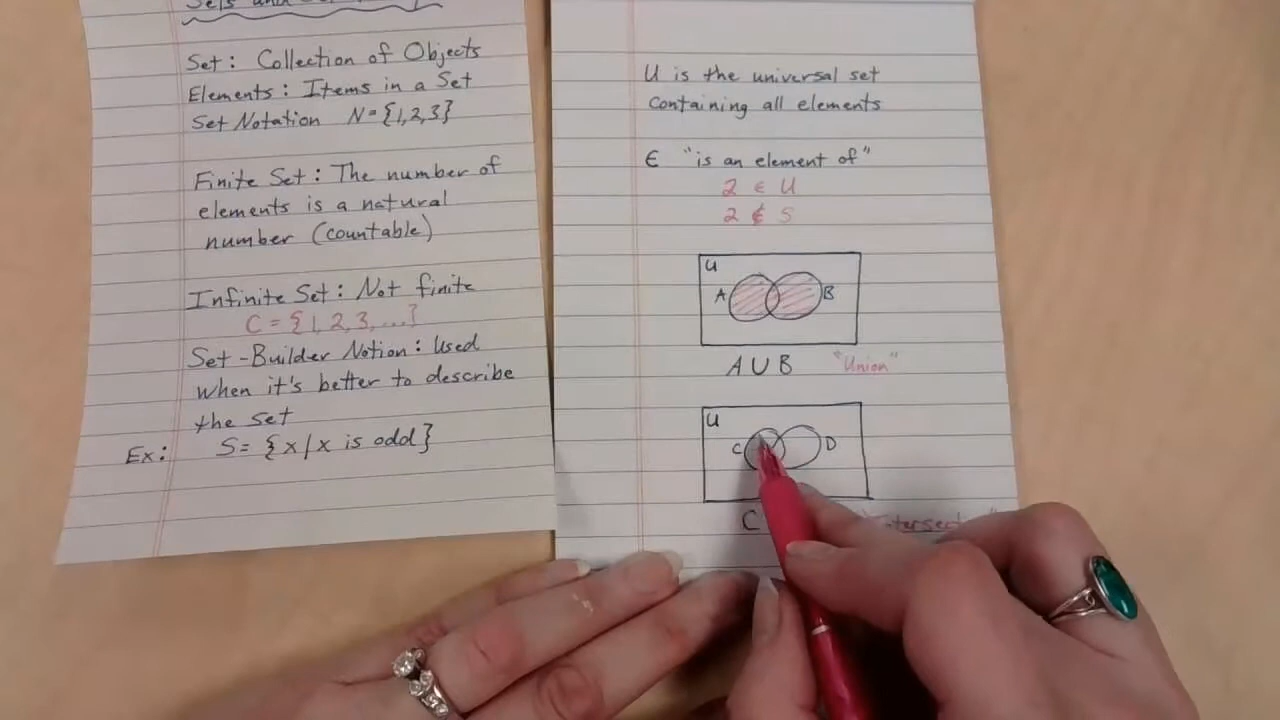 Sets and
Set: Collection of Objects
Elements: Items in a Set
Set Notation N={1,2,3}
Finite Set: The number of
elements is a natural
number (countable)
Infinite Set: Not finite
C={1,2,3,...}
Set-Builder Notion: Used
when it's better to describe
the set
Ex: S={x/x is odd}
U is the universal set
containing all elements
∈ "is an element of"
2 ∈ U
2 ∉ S
U
A B
A U B "Union"
U
C D
C